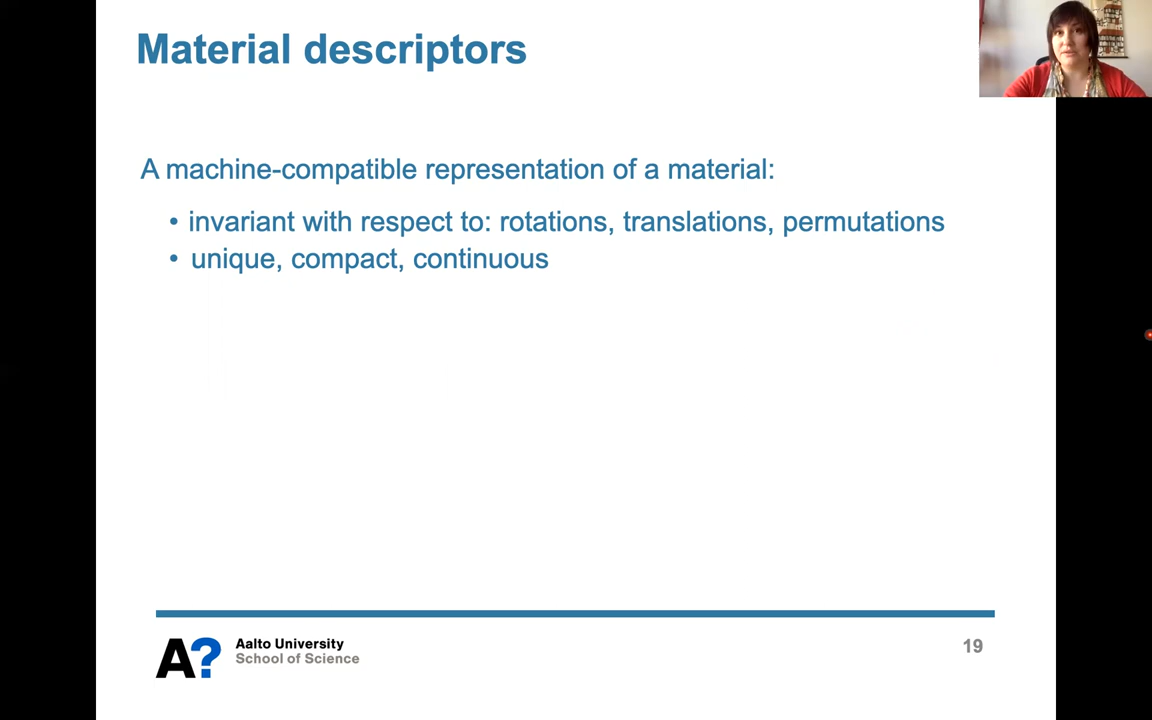 Material descriptors
A machine-compatible representation of a material:
• invariant with respect to: rotations, translations, permutations
• unique, compact, continuous
A?
Aalto University
School of Science
19